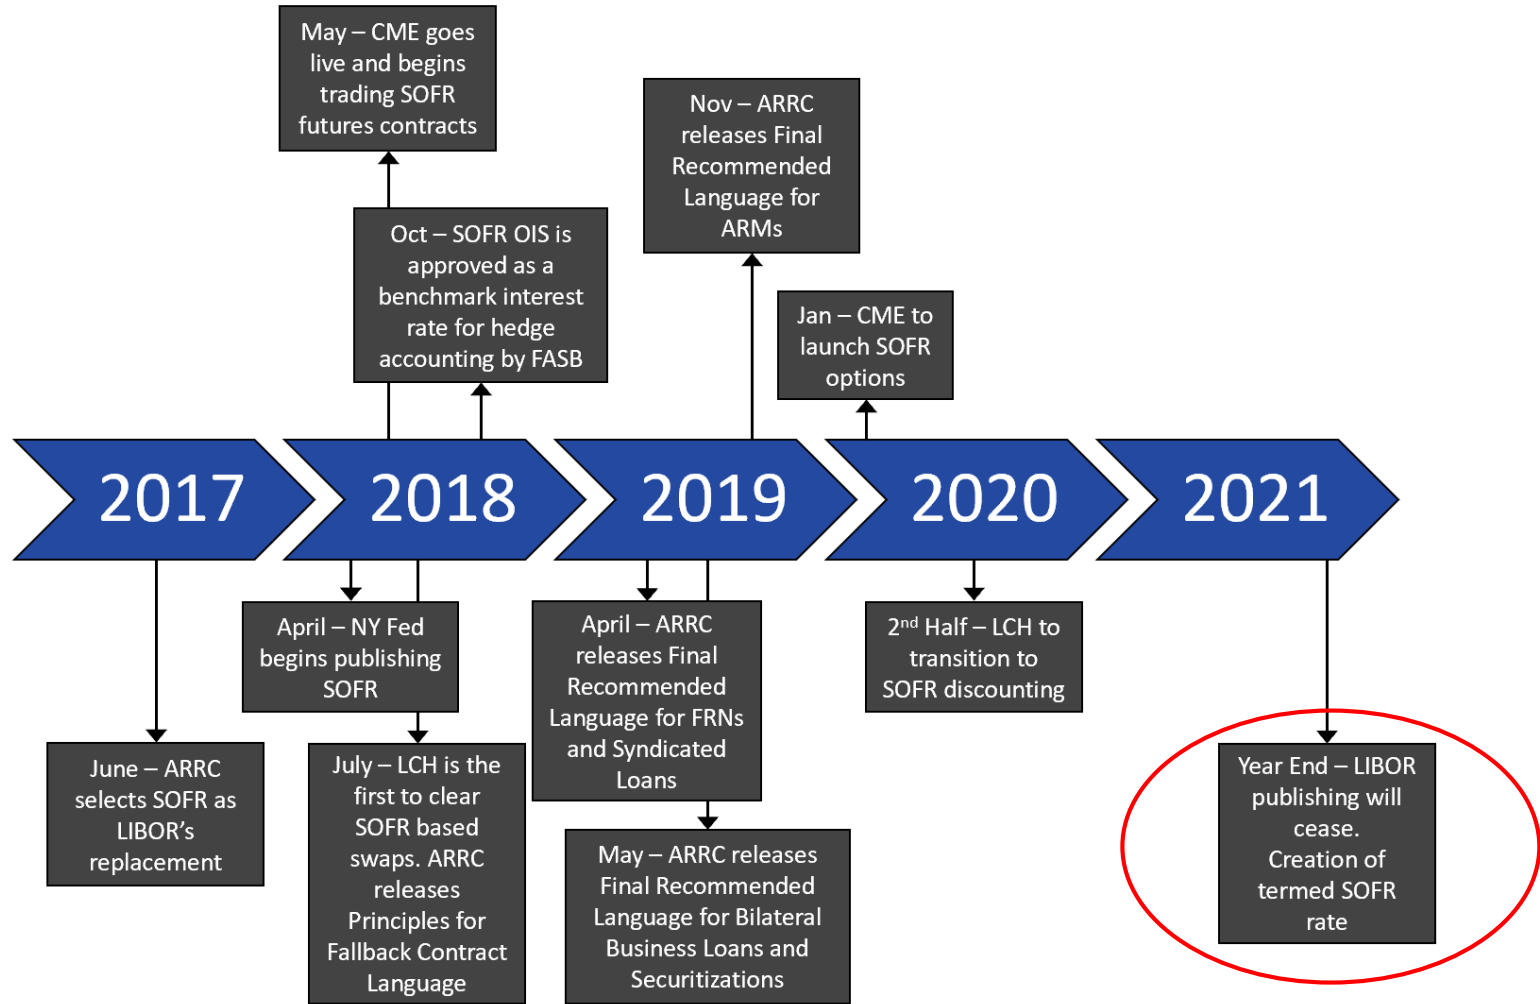 May – CME goes
live and begins
trading SOFR
futures contracts
Oct – SOFR OIS is
approved as a
benchmark interest
rate for hedge
accounting by FASB
Nov – ARRC
releases Final
Recommended
Language for
ARMs
Jan – CME to
launch SOFR
options
2017
2018
2019
2020
2021
June – ARRC
selects SOFR as
LIBOR’s
replacement
April – NY Fed
begins publishing
SOFR
July – LCH is the
first to clear
SOFR based
swaps. ARRC
releases
Principles for
Fallback Contract
Language
April – ARRC
releases Final
Recommended
Language for FRNs
and Syndicated
Loans
May – ARRC releases
Final Recommended
Language for Bilateral
Business Loans and
Securitizations
2nd Half – LCH to
transition to
SOFR discounting
Year End – LIBOR
publishing will
cease.
Creation of
termed SOFR
rate